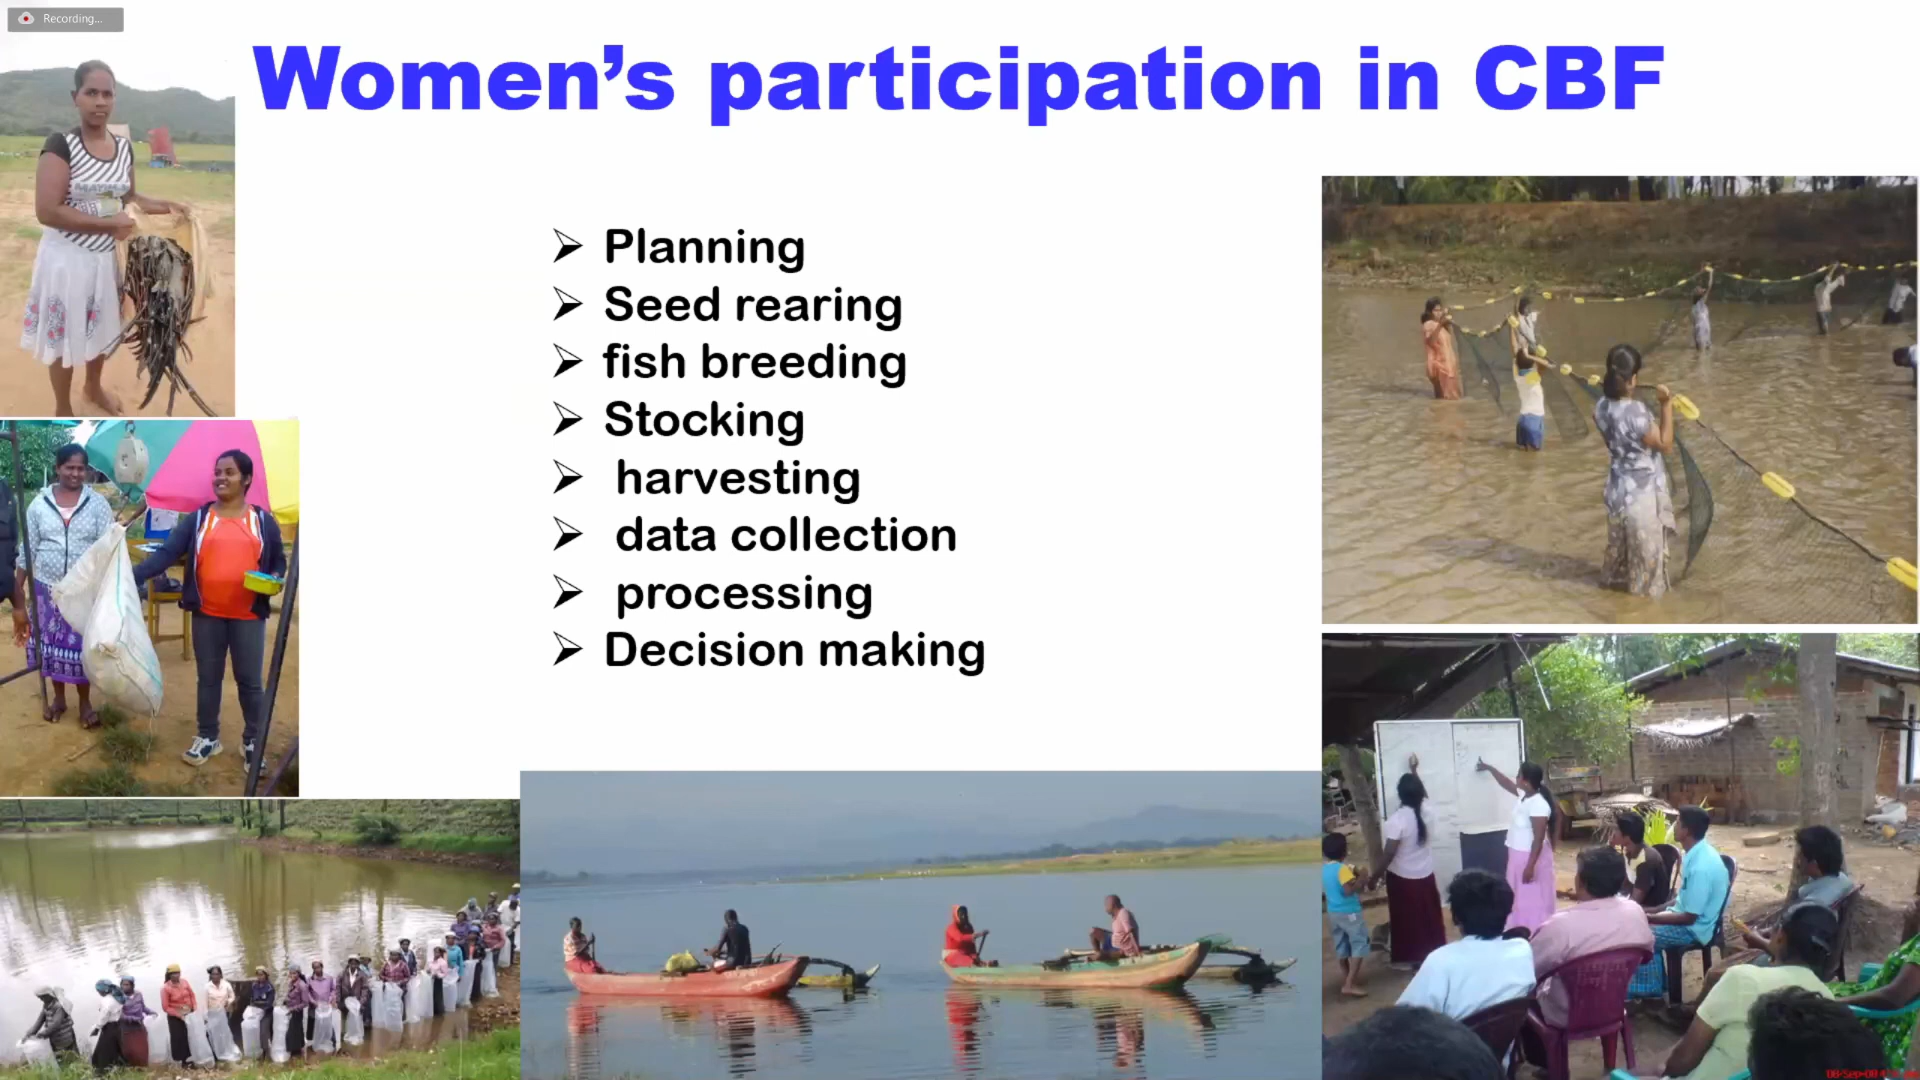 Recording...
Women's participation in CBF
➢ Planning
➢ Seed rearing
➢ fish breeding
➢ Stocking
➢ harvesting
➢ data collection
➢ processing
➢ Decision making